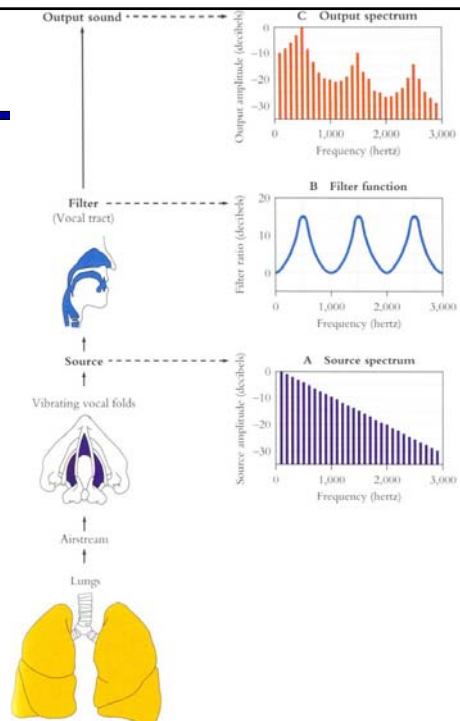 Output sound
C Output spectrum
Output amplitude (decibels)
0
−10
−20
−30
0
1,000
2,000
3,000
Frequency (hertz)
Filter
(Vocal tract)
B Filter function
Filter ratio (decibels)
20
10
0
0
1,000
2,000
3,000
Frequency (hertz)
Source
A Source spectrum
Source amplitude (decibels)
0
−10
−20
−30
0
1,000
2,000
3,000
Frequency (hertz)
Vibrating vocal folds
Airstream
Lungs